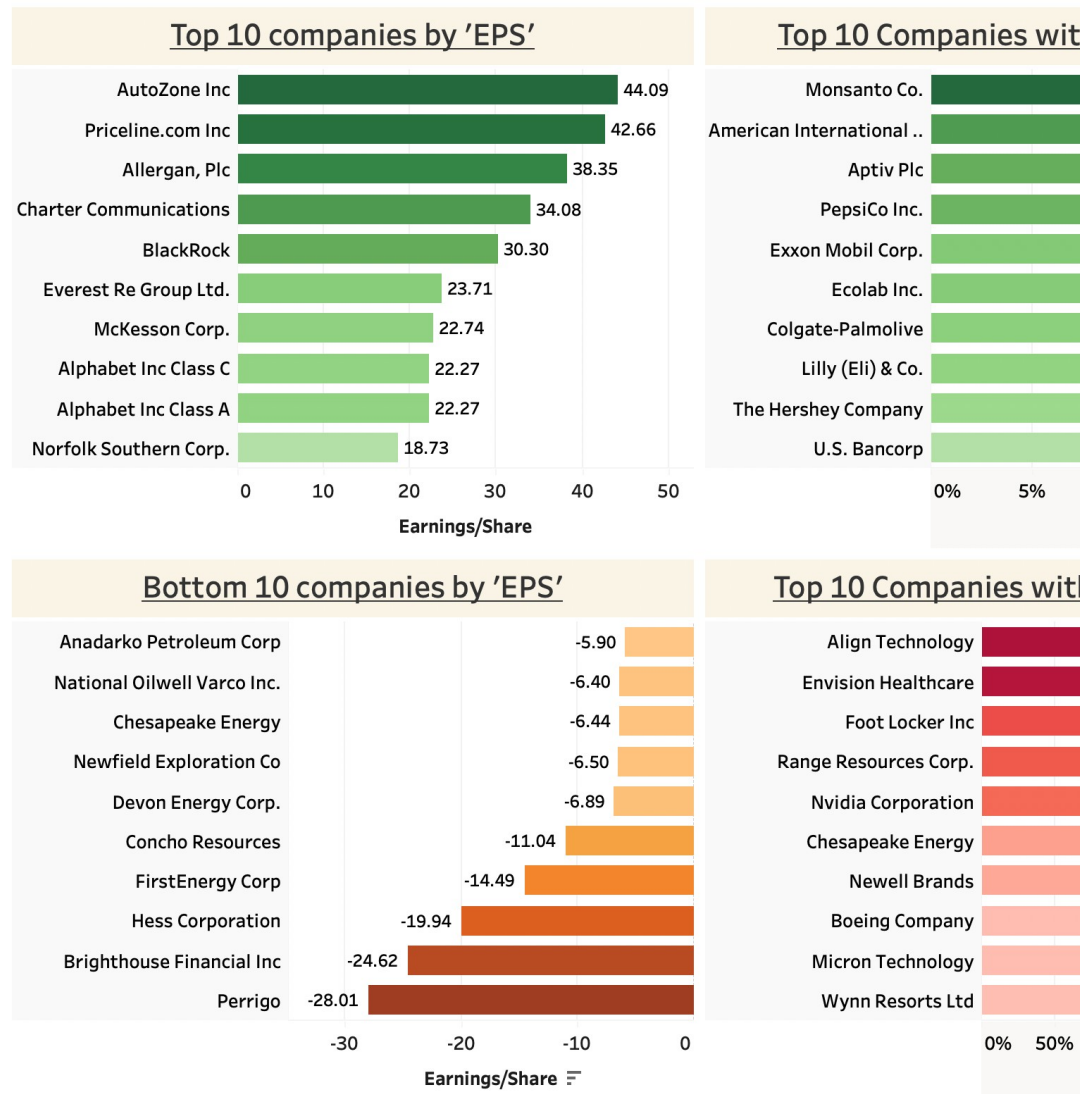 Top 10 companies by 'EPS'
AutoZone Inc 44.09
Priceline.com Inc 42.66
Allergan, Plc 38.35
Charter Communications 34.08
BlackRock 30.30
Everest Re Group Ltd. 23.71
McKesson Corp. 22.74
Alphabet Inc Class C 22.27
Alphabet Inc Class A 22.27
Norfolk Southern Corp. 18.73
0 10 20 30 40 50
Earnings/Share
Top 10 Companies wit
Monsanto Co.
American International ..
Aptiv Plc
PepsiCo Inc.
Exxon Mobil Corp.
Ecolab Inc.
Colgate-Palmolive
Lilly (Eli) & Co.
The Hershey Company
U.S. Bancorp
0% 5%
Bottom 10 companies by 'EPS'
Anadarko Petroleum Corp -5.90
National Oilwell Varco Inc. -6.40
Chesapeake Energy -6.44
Newfield Exploration Co -6.50
Devon Energy Corp. -6.89
Concho Resources -11.04
FirstEnergy Corp -14.49
Hess Corporation -19.94
Brighthouse Financial Inc -24.62
Perrigo -28.01
-30 -20 -10 0
Earnings/Share
Top 10 Companies with
Align Technology
Envision Healthcare
Foot Locker Inc
Range Resources Corp.
Nvidia Corporation
Chesapeake Energy
Newell Brands
Boeing Company
Micron Technology
Wynn Resorts Ltd
0% 50%